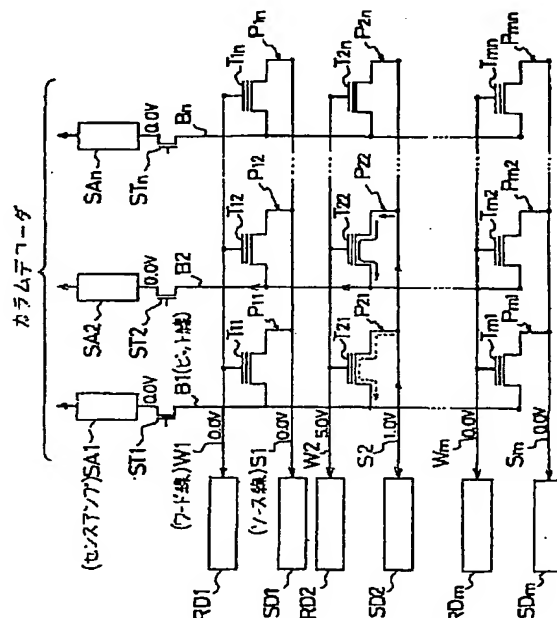 カラムデコーダ
SA1(センスアンプ)
SA2
SAn
0.0V
0.0V
0.0V
ST1
ST2
STn
B1(ビット線)
B2
Bn
(ワード線)W1
0.0V
RD1
T11
T12
T1n
P11
P12
P1n
(ソース線)S1
0.0V
SD1
W2
5.0V
RD2
T21
T22
T2n
P21
P22
P2n
S2
1.0V
SD2
Wm
0.0V
RDm
Tm1
Tm2
Tmn
Pm1
Pm2
Pmn
Sm
0.0V
SDm